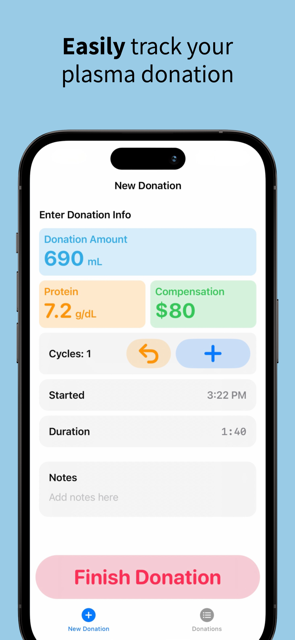 Easily track your
plasma donation
New Donation
Enter Donation Info
Donation Amount
690 mL
Protein
7.2 g/dL
Compensation
$80
Cycles: 1
Started
3:22 PM
Duration
1:40
Notes
Add notes here
Finish Donation
New Donation
Donations